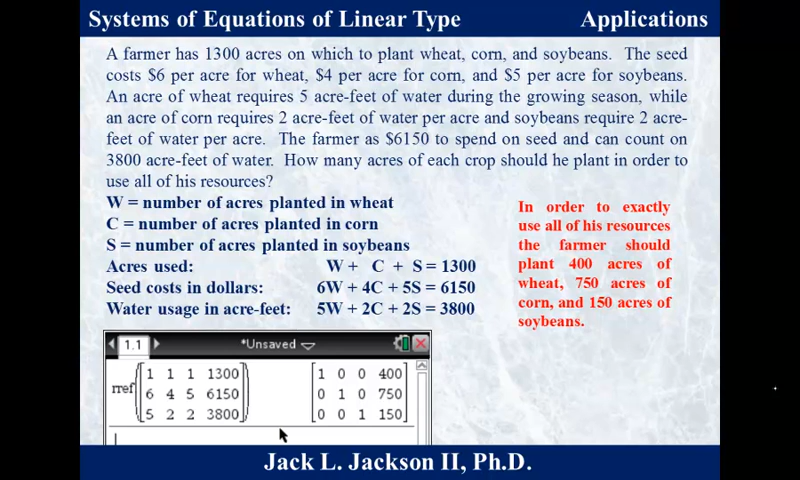 Systems of Equations of Linear Type Applications
A farmer has 1300 acres on which to plant wheat, corn, and soybeans. The seed
costs $6 per acre for wheat, $4 per acre for corn, and $5 per acre for soybeans.
An acre of wheat requires 5 acre-feet of water during the growing season, while
an acre of corn requires 2 acre-feet of water per acre and soybeans require 2 acre-
feet of water per acre. The farmer as $6150 to spend on seed and can count on
3800 acre-feet of water. How many acres of each crop should he plant in order to
use all of his resources?
W = number of acres planted in wheat
C = number of acres planted in corn
S = number of acres planted in soybeans
Acres used: W + C + S = 1300
Seed costs in dollars: 6W + 4C + 5S = 6150
Water usage in acre-feet: 5W + 2C + 2S = 3800
In order to exactly
use all of his resources
the farmer should
plant 400 acres of
wheat, 750 acres of
corn, and 150 acres of
soybeans.
1.1 *Unsaved
1 1 1 1300 1 0 0 400
rref 6 4 5 6150 0 1 0 750
5 2 2 3800 0 0 1 150
Jack L. Jackson II, Ph.D.